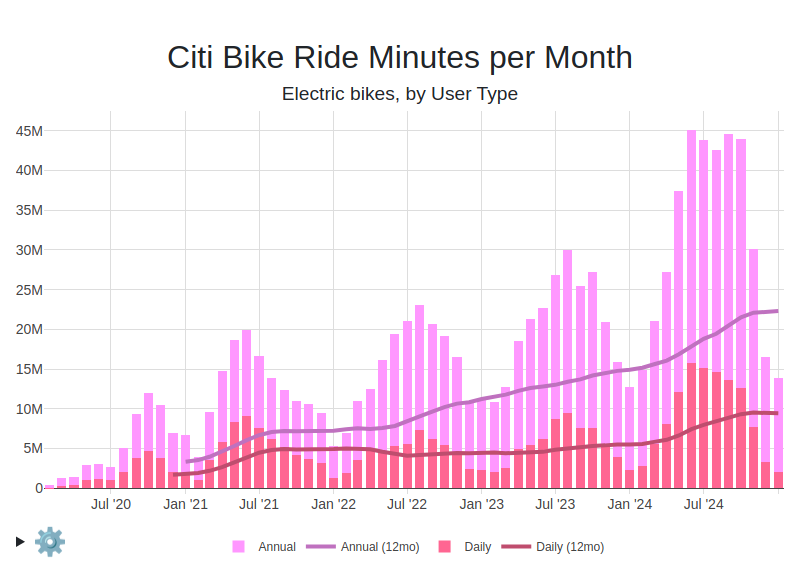 Citi Bike Ride Minutes per Month
Electric bikes, by User Type
45M
40M
35M
30M
25M
20M
15M
10M
5M
0
Jul '20 Jan '21 Jul '21 Jan '22 Jul '22 Jan '23 Jul '23 Jan '24 Jul '24
Annual Annual (12mo) Daily Daily (12mo)